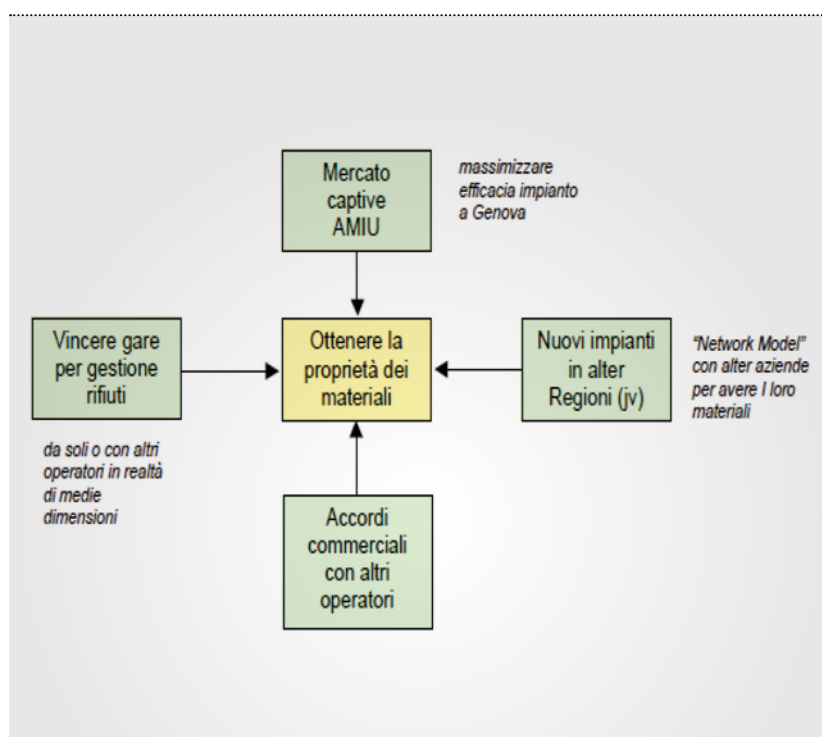 Mercato
captive
AMIU
massimizzare
efficacia impianto
a Genova
Vincere gare
per gestione
rifiuti
Ottenere la
proprietà dei
materiali
Nuovi impianti
in alter
Regioni (jv)
“Network Model”
con alter aziende
per avere I loro
materiali
da soli o con altri
operatori in realtà
di medie
dimensioni
Accordi
commerciali
con altri
operatori